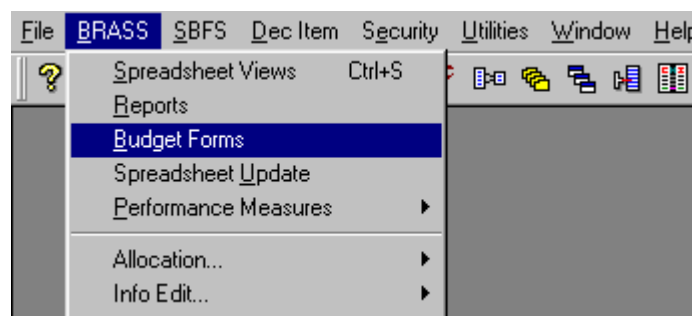 File BRASS SBFS Dec Item Security Utilities Window Help
Spreadsheet Views Ctrl+S
Reports
Budget Forms
Spreadsheet Update
Performance Measures
Allocation...
Info Edit...